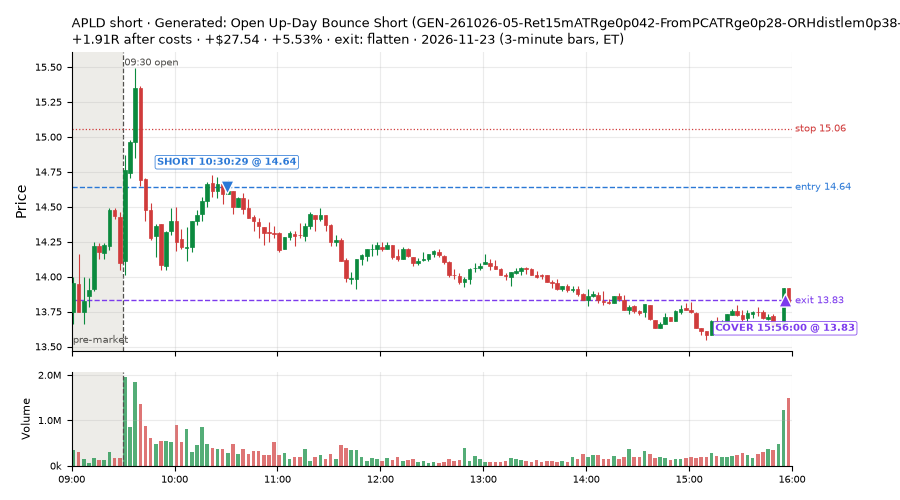 APLD short · Generated: Open Up-Day Bounce Short (GEN-261026-05-Ret15mATRge0p042-FromPCATRge0p28-ORHdistlem0p38-
+1.91R after costs · +$27.54 · +5.53% · exit: flatten · 2026-11-23 (3-minute bars, ET)
09:30 open
15.50
15.25
stop 15.06
15.00
SHORT 10:30:29 @ 14.64
14.75
entry 14.64
14.50
Price
14.25
14.00
exit 13.83
13.75
COVER 15:56:00 @ 13.83
pre-market
13.50
2.0M
1.0M
Volume
0k
09:00 10:00 11:00 12:00 13:00 14:00 15:00 16:00